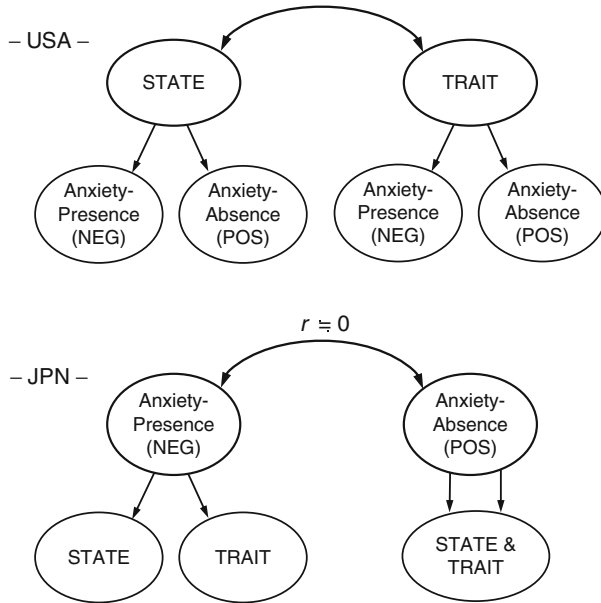 – USA –
STATE
TRAIT
Anxiety-
Presence
(NEG)
Anxiety-
Absence
(POS)
Anxiety-
Presence
(NEG)
Anxiety-
Absence
(POS)
r ≒ 0
– JPN –
Anxiety-
Presence
(NEG)
Anxiety-
Absence
(POS)
STATE
TRAIT
STATE &
TRAIT